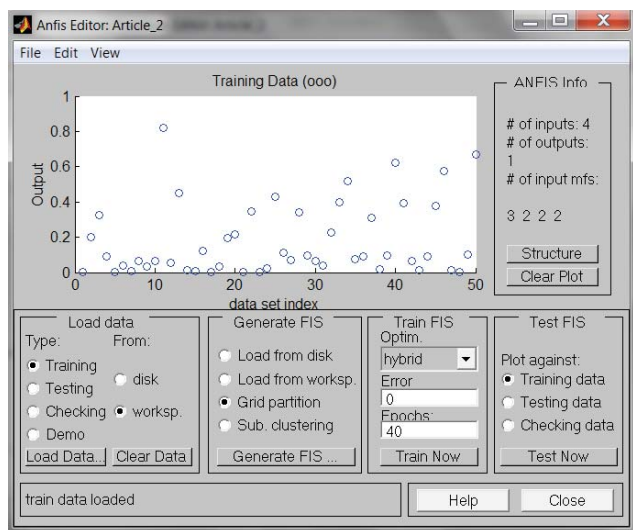 Anfis Editor: Article_2
File Edit View
Training Data (ooo)
1
0.8
0.6
0.4
0.2
0
Output
0 10 20 30 40 50
data set index
ANFIS Info
# of inputs: 4
# of outputs:
1
# of input mfs:
3 2 2 2
Structure
Clear Plot
Load data
Type: From:
Training
Testing
Checking
Demo
disk
worksp.
Load Data... Clear Data
Generate FIS
Load from disk
Load from worksp.
Grid partition
Sub. clustering
Generate FIS ...
Train FIS
Optim.
hybrid
Error
0
Epochs:
40
Train Now
Test FIS
Plot against:
Training data
Testing data
Checking data
Test Now
train data loaded
Help Close